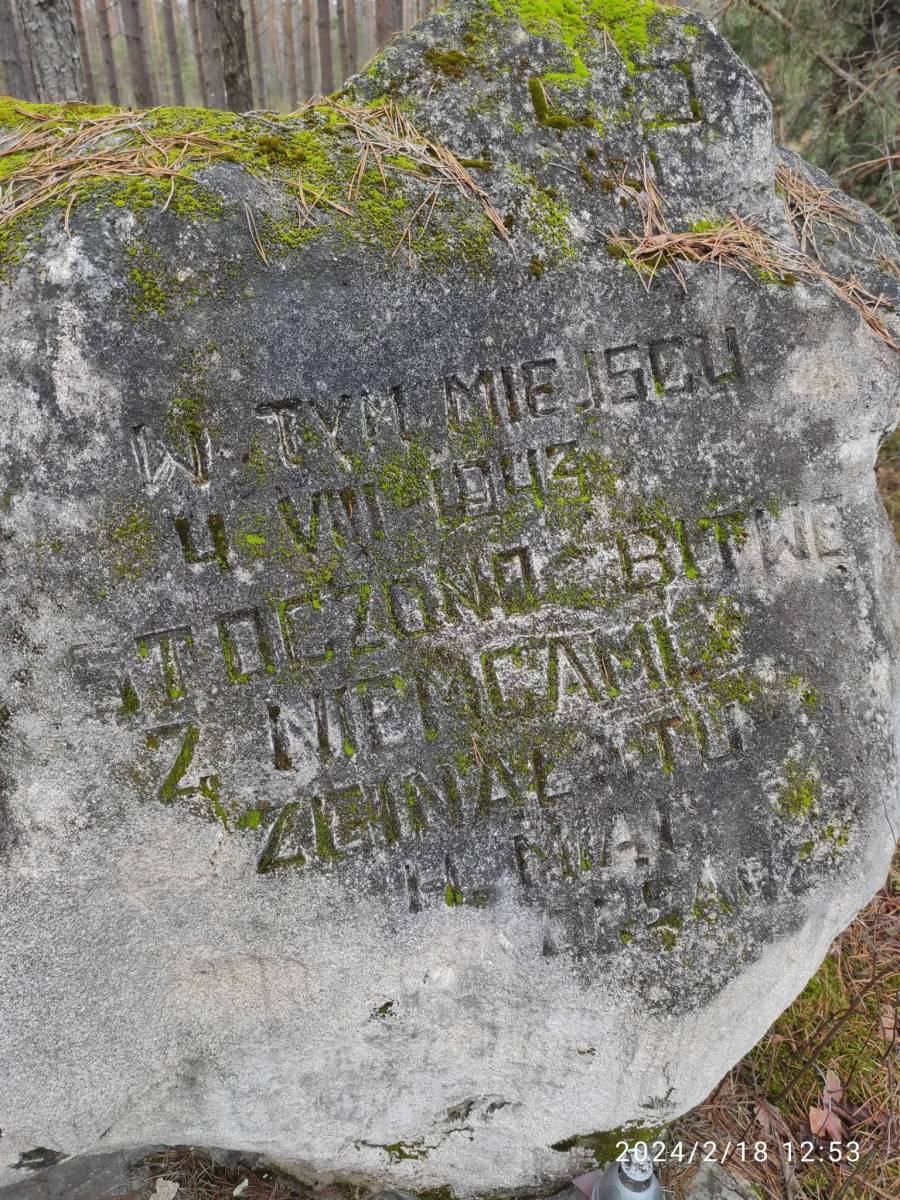 W TYM MIEJSCU
4 VIII 1943
STOCZONO BITWĘ
Z NIEMCAMI
ZGINĄŁ TU
2024/2/18 12:53